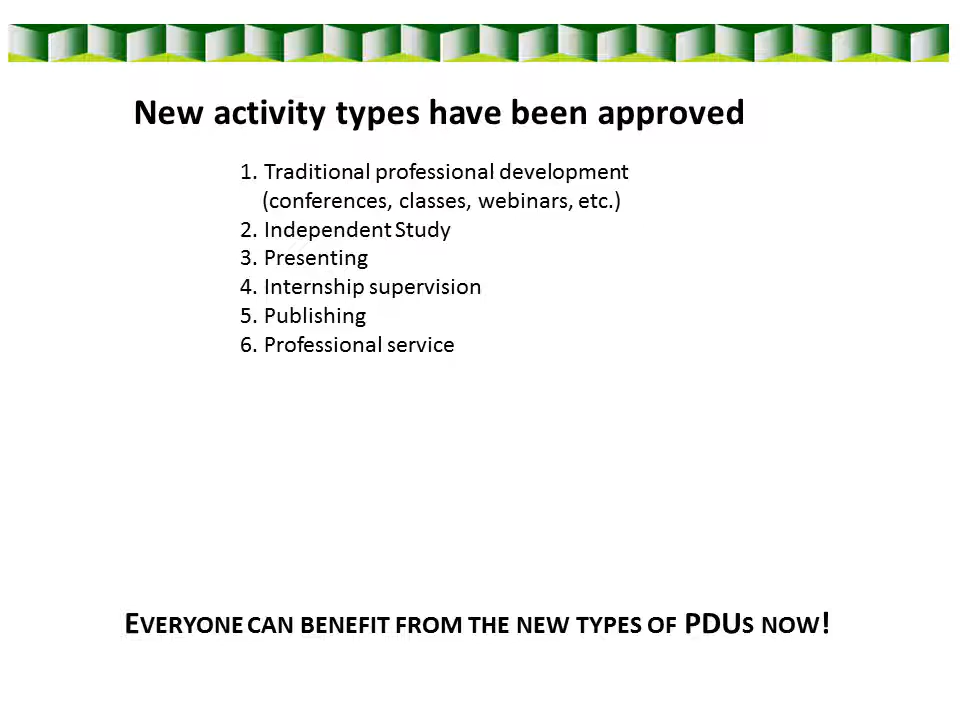 New activity types have been approved
1. Traditional professional development
(conferences, classes, webinars, etc.)
2. Independent Study
3. Presenting
4. Internship supervision
5. Publishing
6. Professional service
EVERYONE CAN BENEFIT FROM THE NEW TYPES OF PDUS NOW!